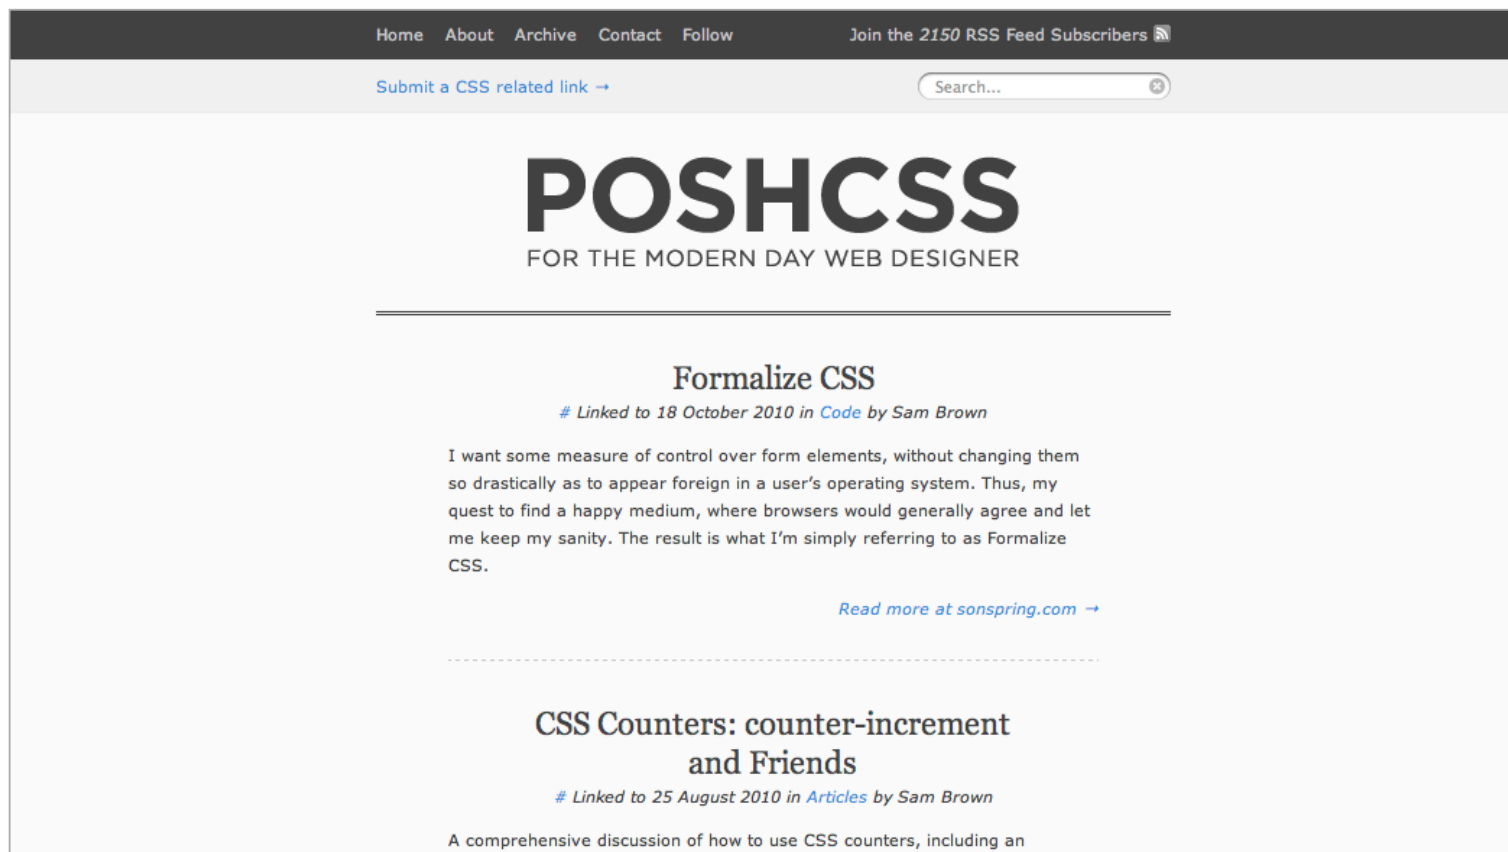 Home About Archive Contact Follow Join the 2150 RSS Feed Subscribers
Submit a CSS related link → Search...
POSHCSS
FOR THE MODERN DAY WEB DESIGNER
Formalize CSS
# Linked to 18 October 2010 in Code by Sam Brown
I want some measure of control over form elements, without changing them
so drastically as to appear foreign in a user’s operating system. Thus, my
quest to find a happy medium, where browsers would generally agree and let
me keep my sanity. The result is what I’m simply referring to as Formalize
CSS.
Read more at sonspring.com →
CSS Counters: counter-increment
and Friends
# Linked to 25 August 2010 in Articles by Sam Brown
A comprehensive discussion of how to use CSS counters, including an